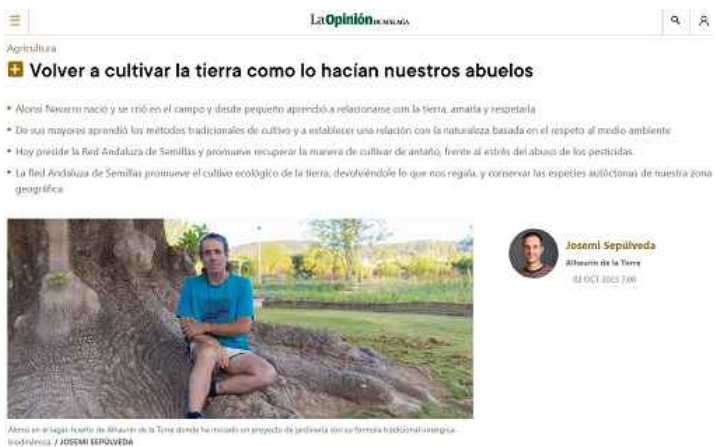 La Opinión DE MÁLAGA
Agricultura
Volver a cultivar la tierra como lo hacían nuestros abuelos
Alonsi Navarro nació y se crió en el campo y desde pequeño aprendió a relacionarse con la tierra, amarla y respetarla
De sus mayores aprendió los métodos tradicionales de cultivo y a establecer una relación con la naturaleza basada en el respeto al medio ambiente
Hoy preside la Red Andaluza de Semillas y promueve recuperar la manera de cultivar de antaño, frente al estrés del abuso de los pesticidas.
La Red Andaluza de Semillas promueve el cultivo ecológico de la tierra, devolviéndole lo que nos regala, y conservar las especies autóctonas de nuestra zona
geográfica
Josemi Sepúlveda
Alhaurín de la Torre
02 OCT 2023 7:00
Alonsi en el lagar huerto de Alhaurín de la Torre donde ha iniciado un proyecto de jardinería con su fórmula tradicional-sinérgica-
biodinámica. / JOSEMI SEPÚLVEDA